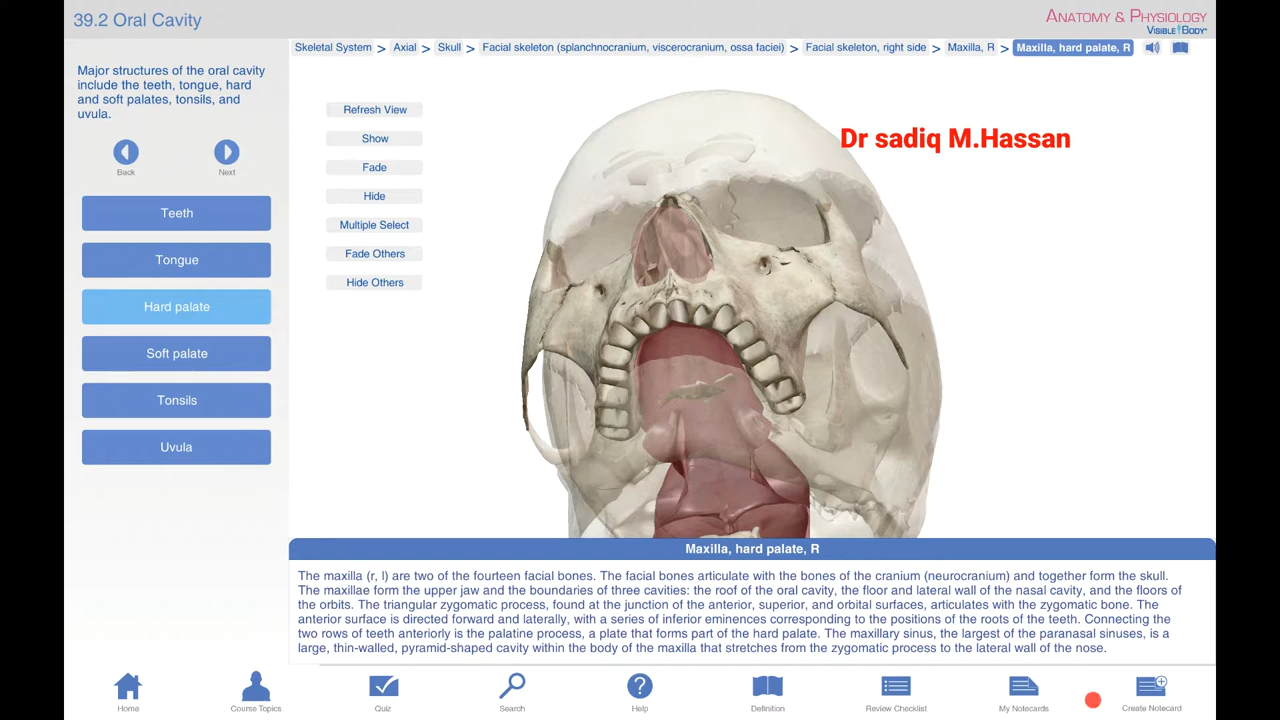 39.2 Oral Cavity
ANATOMY & PHYSIOLOGY
VISIBLE BODY®
Skeletal System > Axial > Skull > Facial skeleton (splanchnocranium, viscerocranium, ossa faciei) > Facial skeleton, right side > Maxilla, R > Maxilla, hard palate, R
Major structures of the oral cavity
include the teeth, tongue, hard
and soft palates, tonsils, and
uvula.
Back
Next
Teeth
Tongue
Hard palate
Soft palate
Tonsils
Uvula
Refresh View
Show
Fade
Hide
Multiple Select
Fade Others
Hide Others
Dr sadiq M.Hassan
Maxilla, hard palate, R
The maxilla (r, l) are two of the fourteen facial bones. The facial bones articulate with the bones of the cranium (neurocranium) and together form the skull.
The maxillae form the upper jaw and the boundaries of three cavities: the roof of the oral cavity, the floor and lateral wall of the nasal cavity, and the floors of
the orbits. The triangular zygomatic process, found at the junction of the anterior, superior, and orbital surfaces, articulates with the zygomatic bone. The
anterior surface is directed forward and laterally, with a series of inferior eminences corresponding to the positions of the roots of the teeth. Connecting the
two rows of teeth anteriorly is the palatine process, a plate that forms part of the hard palate. The maxillary sinus, the largest of the paranasal sinuses, is a
large, thin-walled, pyramid-shaped cavity within the body of the maxilla that stretches from the zygomatic process to the lateral wall of the nose.
Home
Course Topics
Quiz
Search
Help
Definition
Review Checklist
My Notecards
Create Notecard